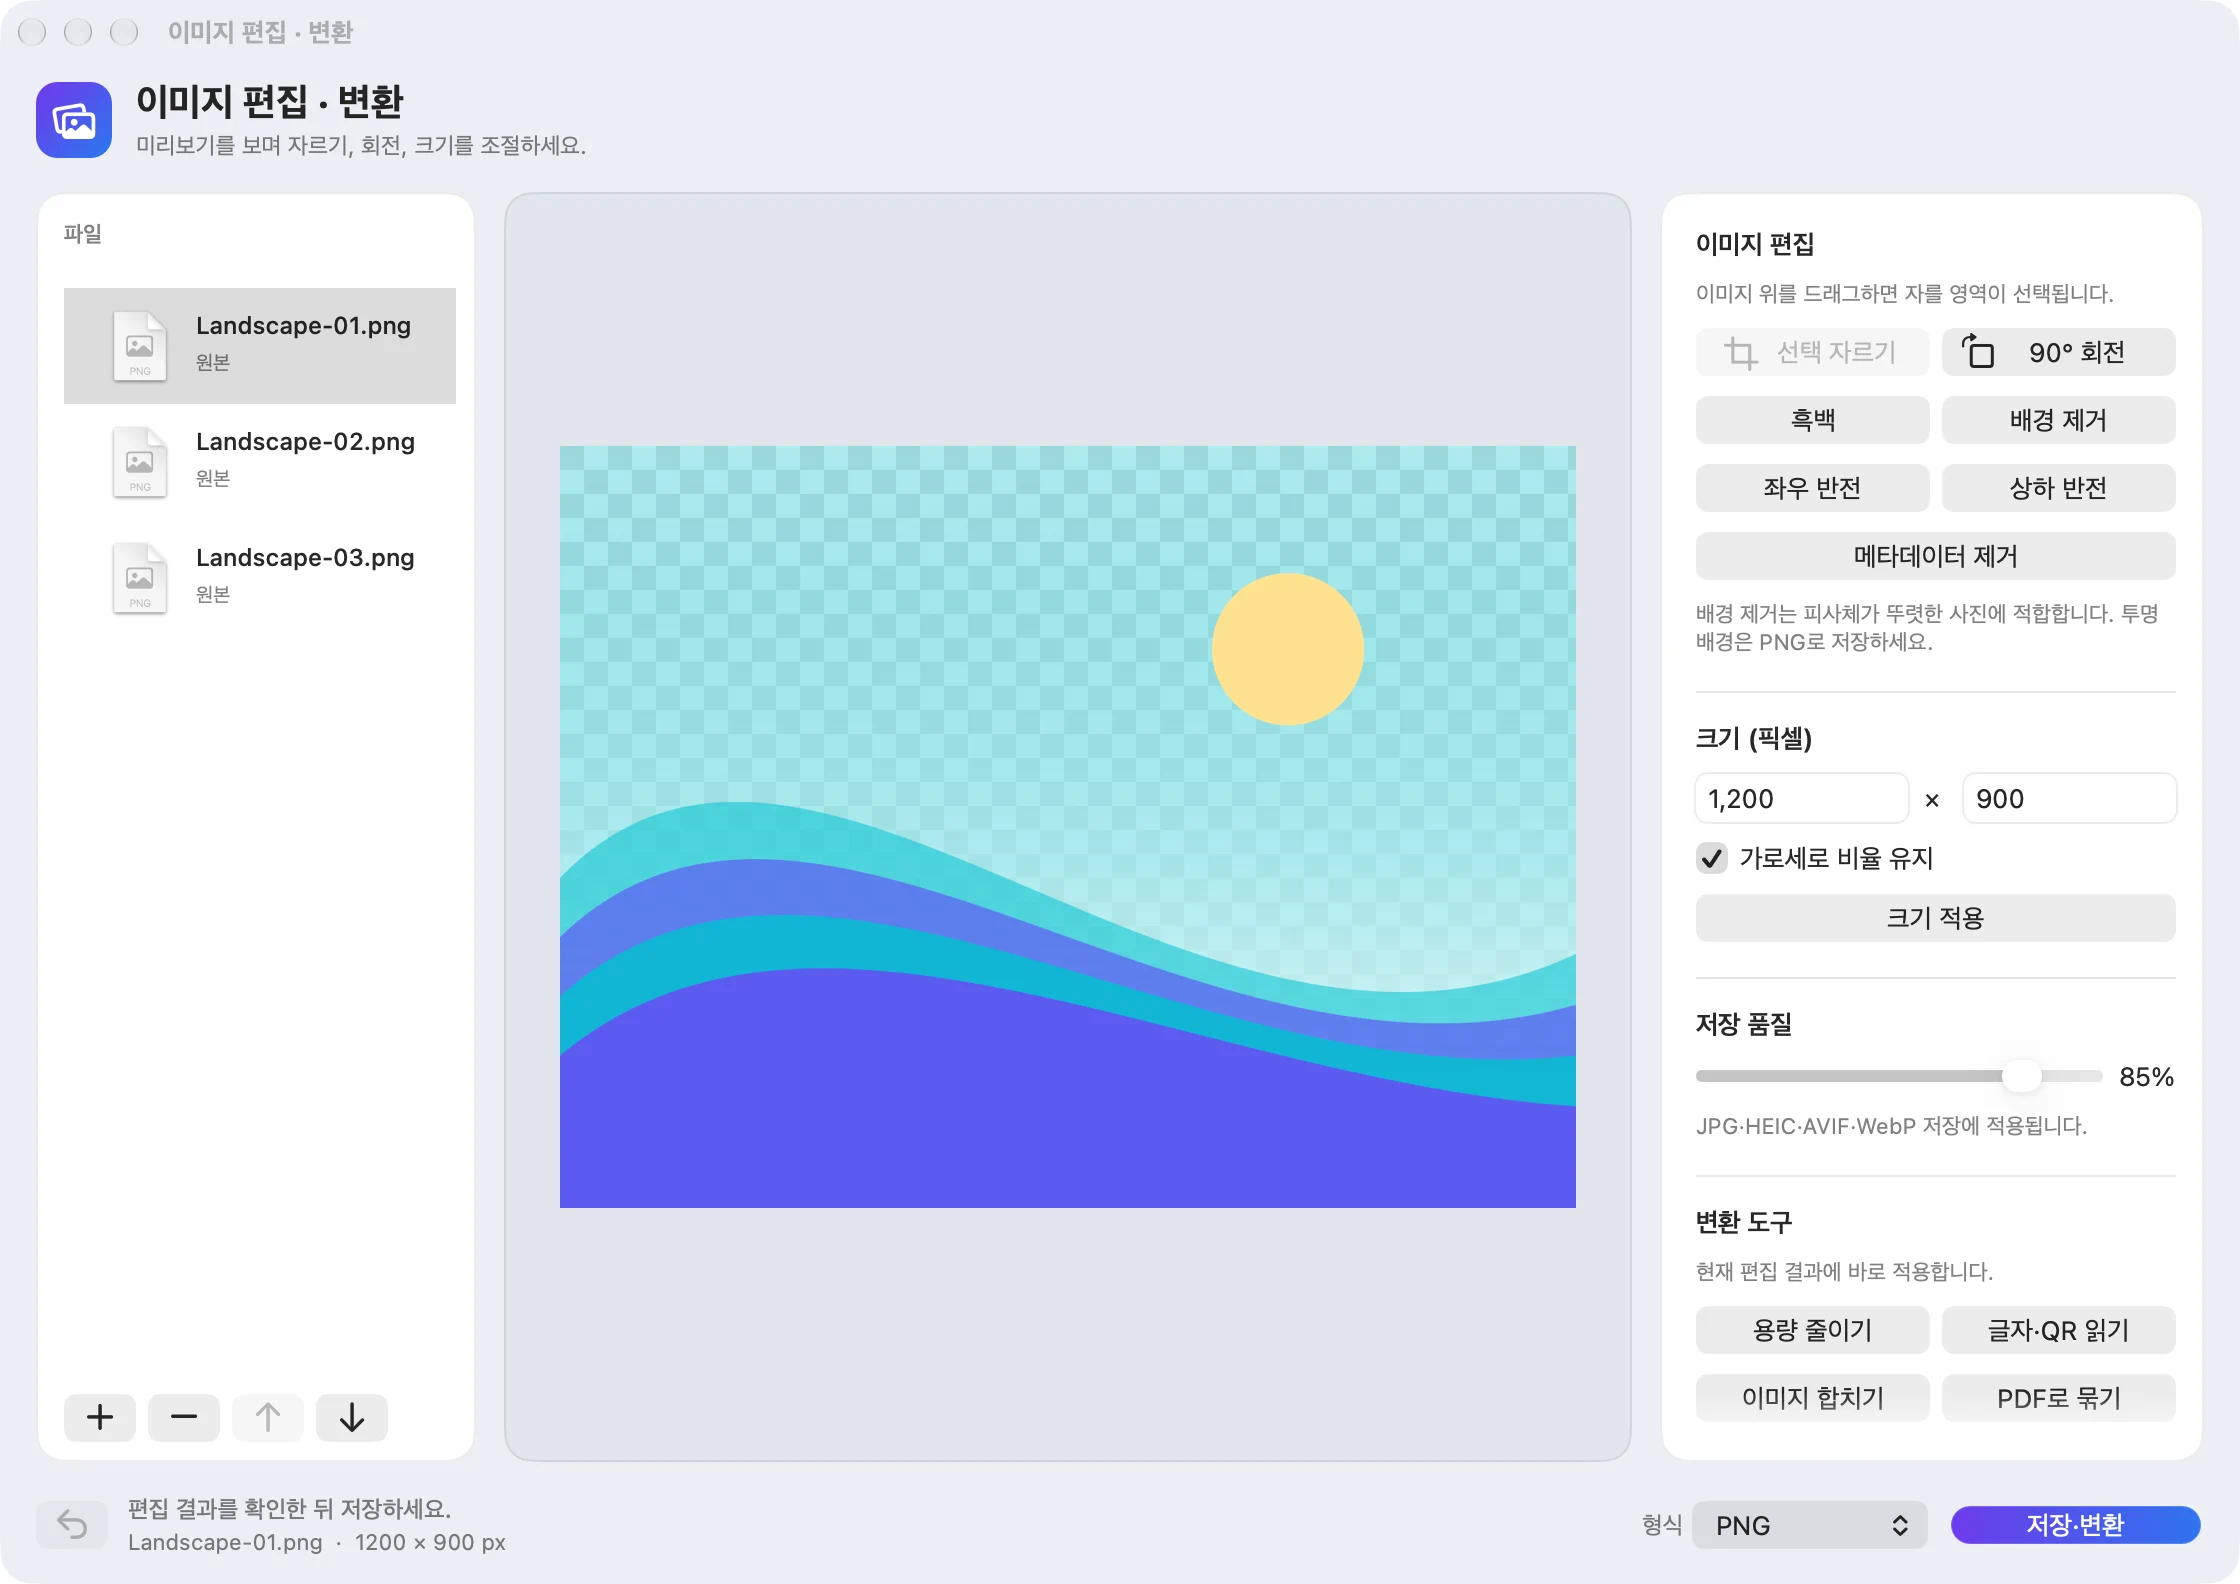 이미지 편집 · 변환
이미지 편집 · 변환
미리보기를 보며 자르기, 회전, 크기를 조절하세요.
파일
PNG
Landscape-01.png
원본
PNG
Landscape-02.png
원본
PNG
Landscape-03.png
원본
이미지 편집
이미지 위를 드래그하면 자를 영역이 선택됩니다.
선택 자르기
90° 회전
흑백
배경 제거
좌우 반전
상하 반전
메타데이터 제거
배경 제거는 피사체가 뚜렷한 사진에 적합합니다. 투명
배경은 PNG로 저장하세요.
크기 (픽셀)
1,200 × 900
가로세로 비율 유지
크기 적용
저장 품질
85%
JPG·HEIC·AVIF·WebP 저장에 적용됩니다.
변환 도구
현재 편집 결과에 바로 적용합니다.
용량 줄이기
글자·QR 읽기
이미지 합치기
PDF로 묶기
편집 결과를 확인한 뒤 저장하세요.
Landscape-01.png · 1200 × 900 px
형식
PNG
저장·변환